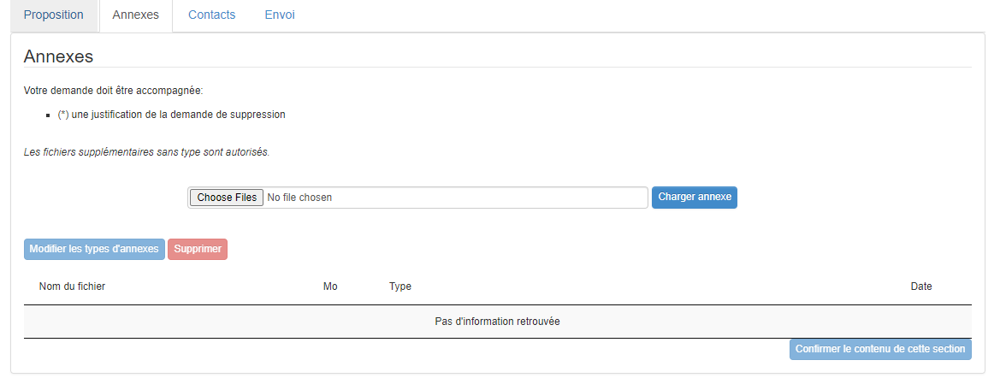 Proposition Annexes Contacts Envoi
Annexes
Votre demande doit être accompagnée:
(*) une justification de la demande de suppression
Les fichiers supplémentaires sans type sont autorisés.
Choose Files No file chosen Charger annexe
Modifier les types d'annexes Supprimer
Nom du fichier Mo Type Date
Pas d'information retrouvée
Confirmer le contenu de cette section